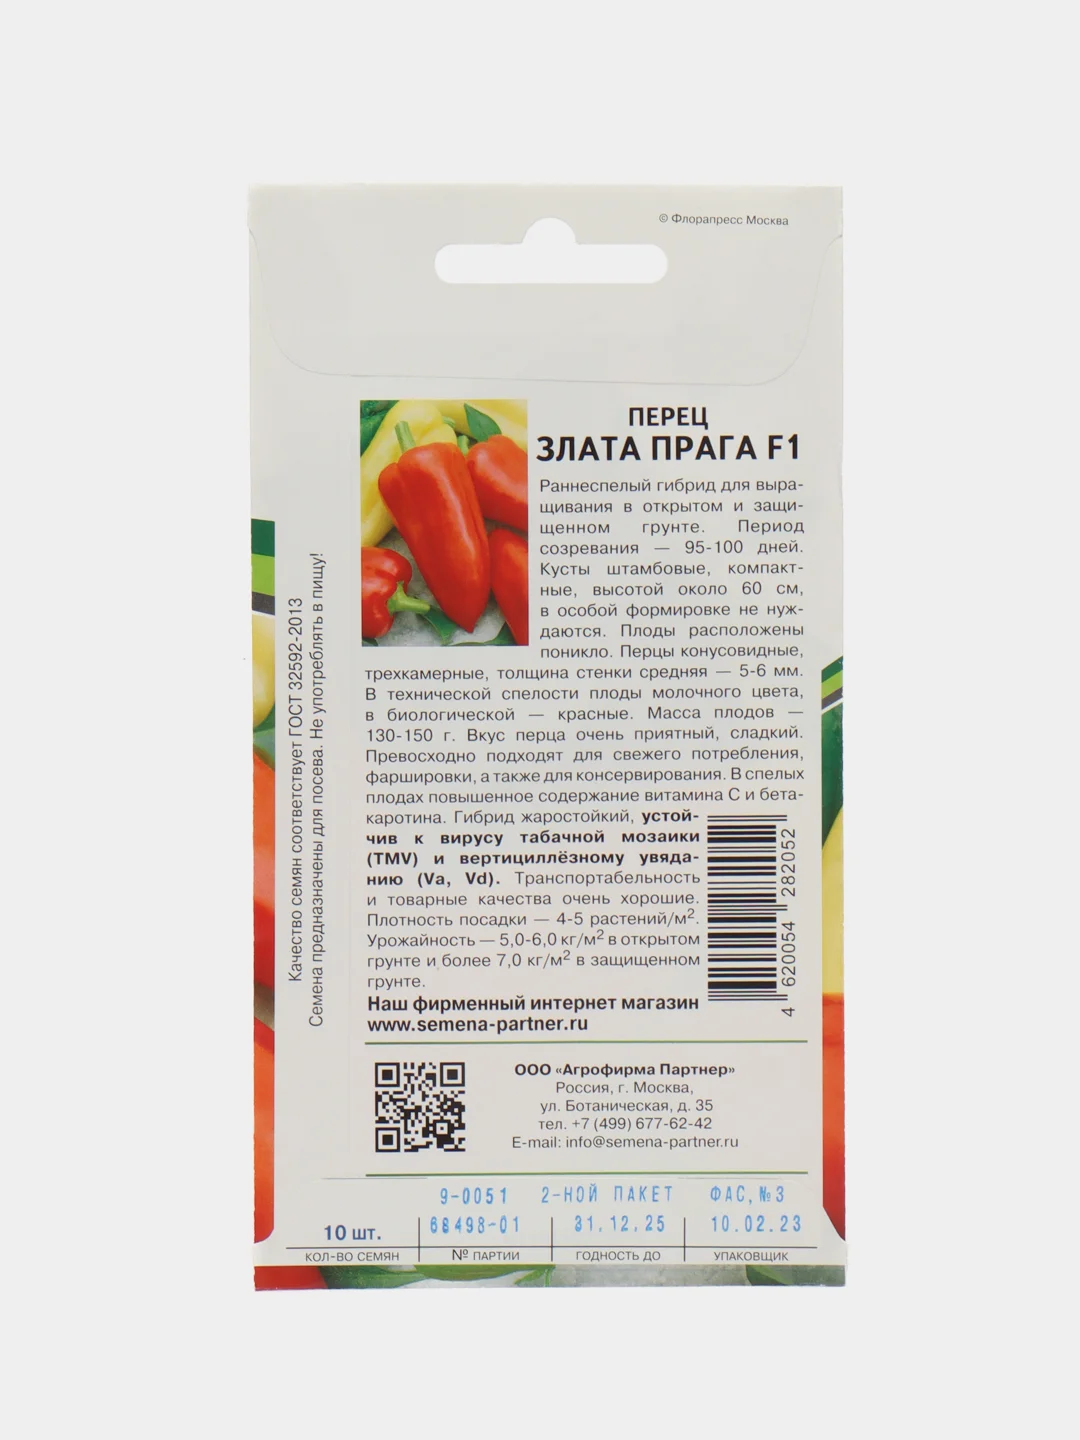 © Флорапресс Москва
ПЕРЕЦ
ЗЛАТА ПРАГА F1
Раннеспелый гибрид для выра-
щивания в открытом и защи-
щенном грунте. Период
созревания — 95-100 дней.
Кусты штамбовые, компакт-
ные, высотой около 60 см,
в особой формировке не нуж-
даются. Плоды расположены
поникло. Перцы конусовидные,
трехкамерные, толщина стенки средняя — 5-6 мм.
В технической спелости плоды молочного цвета,
в биологической — красные. Масса плодов —
130-150 г. Вкус перца очень приятный, сладкий.
Превосходно подходят для свежего потребления,
фаршировки, а также для консервирования. В спелых
плодах повышенное содержание витамина С и бета-
каротина. Гибрид жаростойкий, устой-
чив к вирусу табачной мозаики
(TMV) и вертициллёзному увяда-
нию (Va, Vd). Транспортабельность
и товарные качества очень хорошие.
Плотность посадки — 4-5 растений/м².
Урожайность — 5,0-6,0 кг/м² в открытом
грунте и более 7,0 кг/м² в защищенном
грунте.
Наш фирменный интернет магазин
www.semena-partner.ru
4 620054 282052
Качество семян соответствует ГОСТ 32592-2013
Семена предназначены для посева. Не употреблять в пищу!
ООО «Агрофирма Партнер»
Россия, г. Москва,
ул. Ботаническая, д. 35
тел. +7 (499) 677-62-42
E-mail: info@semena-partner.ru
9-0051 2-НОЙ ПАКЕТ ФАС,№3
10 шт. 68498-01 31.12.25 10.02.23
КОЛ-ВО СЕМЯН № ПАРТИИ ГОДНОСТЬ ДО УПАКОВЩИК